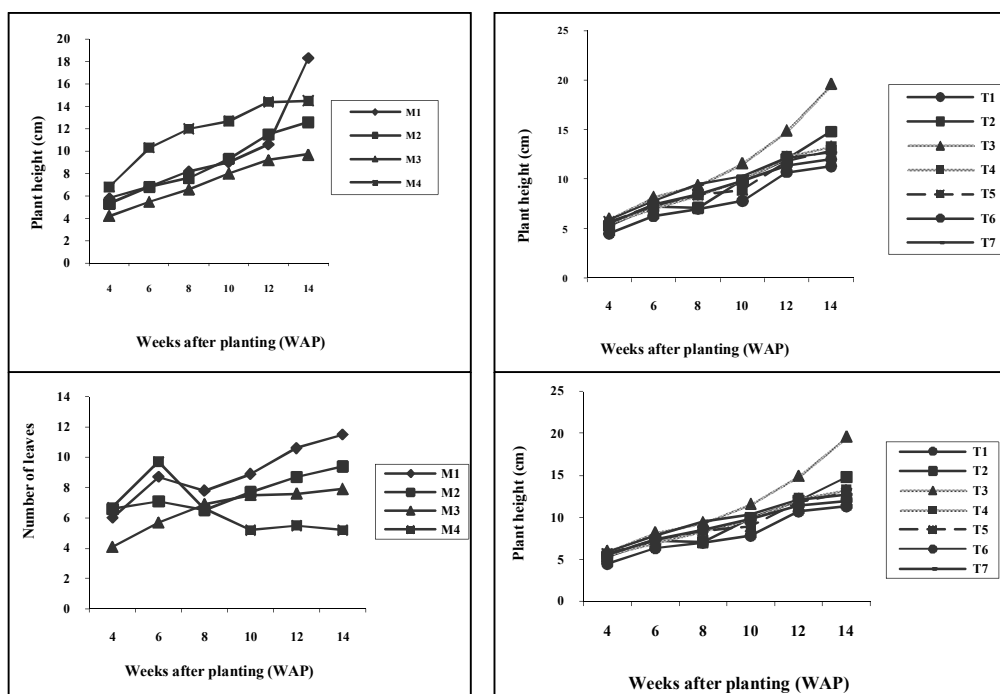 Plant height (cm)
20
18
16
14
12
10
8
6
4
2
0
4 6 8 10 12 14
Weeks after planting (WAP)
M1
M2
M3
M4
Plant height (cm)
25
20
15
10
5
0
4 6 8 10 12 14
Weeks after planting (WAP)
T1
T2
T3
T4
T5
T6
T7
Number of leaves
14
12
10
8
6
4
2
0
4 6 8 10 12 14
Weeks after planting (WAP)
M1
M2
M3
M4
Plant height (cm)
25
20
15
10
5
0
4 6 8 10 12 14
Weeks after planting (WAP)
T1
T2
T3
T4
T5
T6
T7